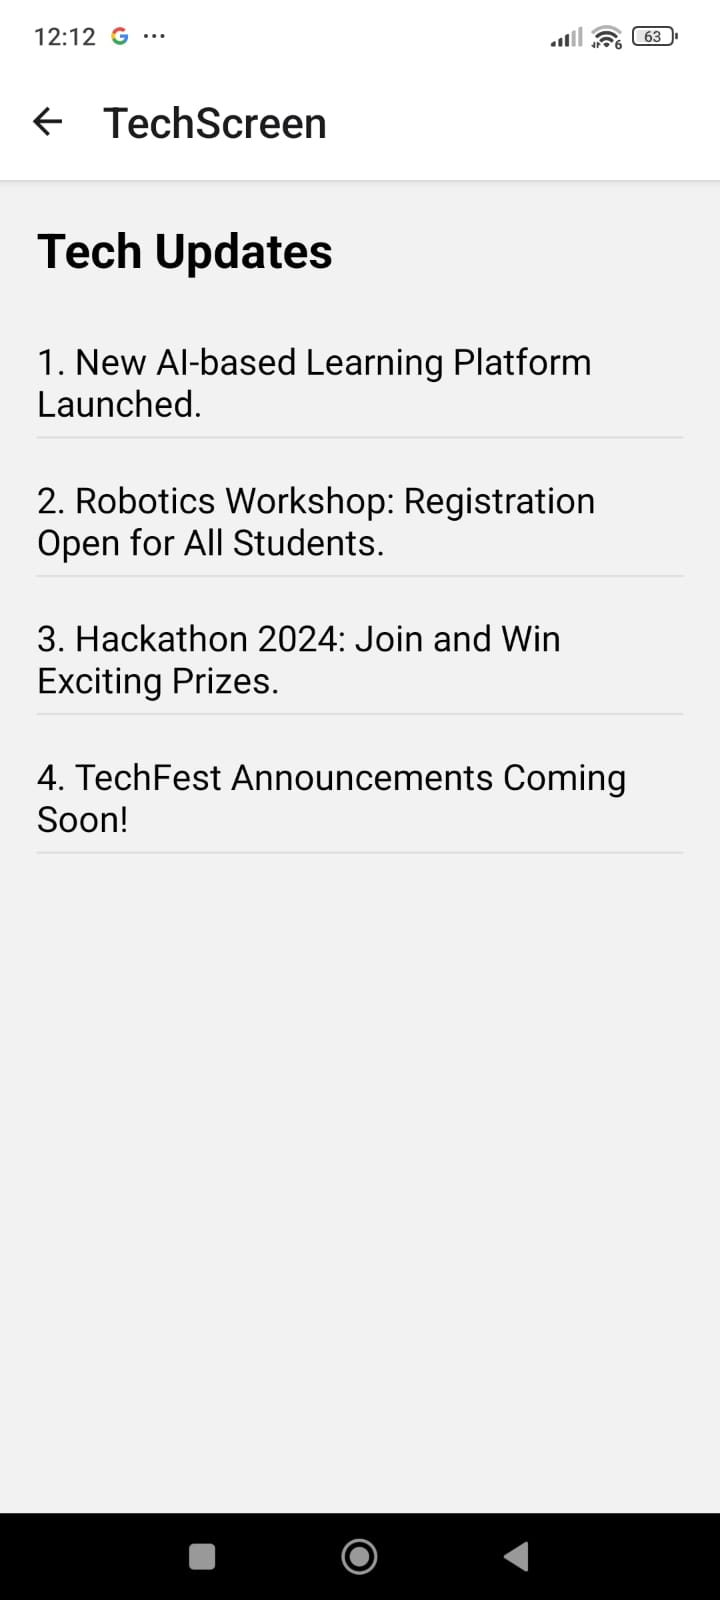 12:12 G ...
6
63
TechScreen
Tech Updates
1. New AI-based Learning Platform
Launched.
2. Robotics Workshop: Registration
Open for All Students.
3. Hackathon 2024: Join and Win
Exciting Prizes.
4. TechFest Announcements Coming
Soon!